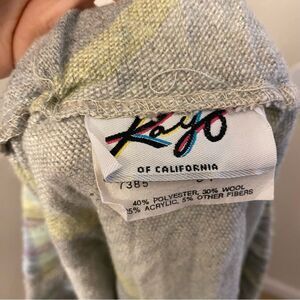 Kayo
OF CALIFORNIA
7385
40% POLYESTER, 30% WOOL
25% ACRYLIC, 5% OTHER FIBERS